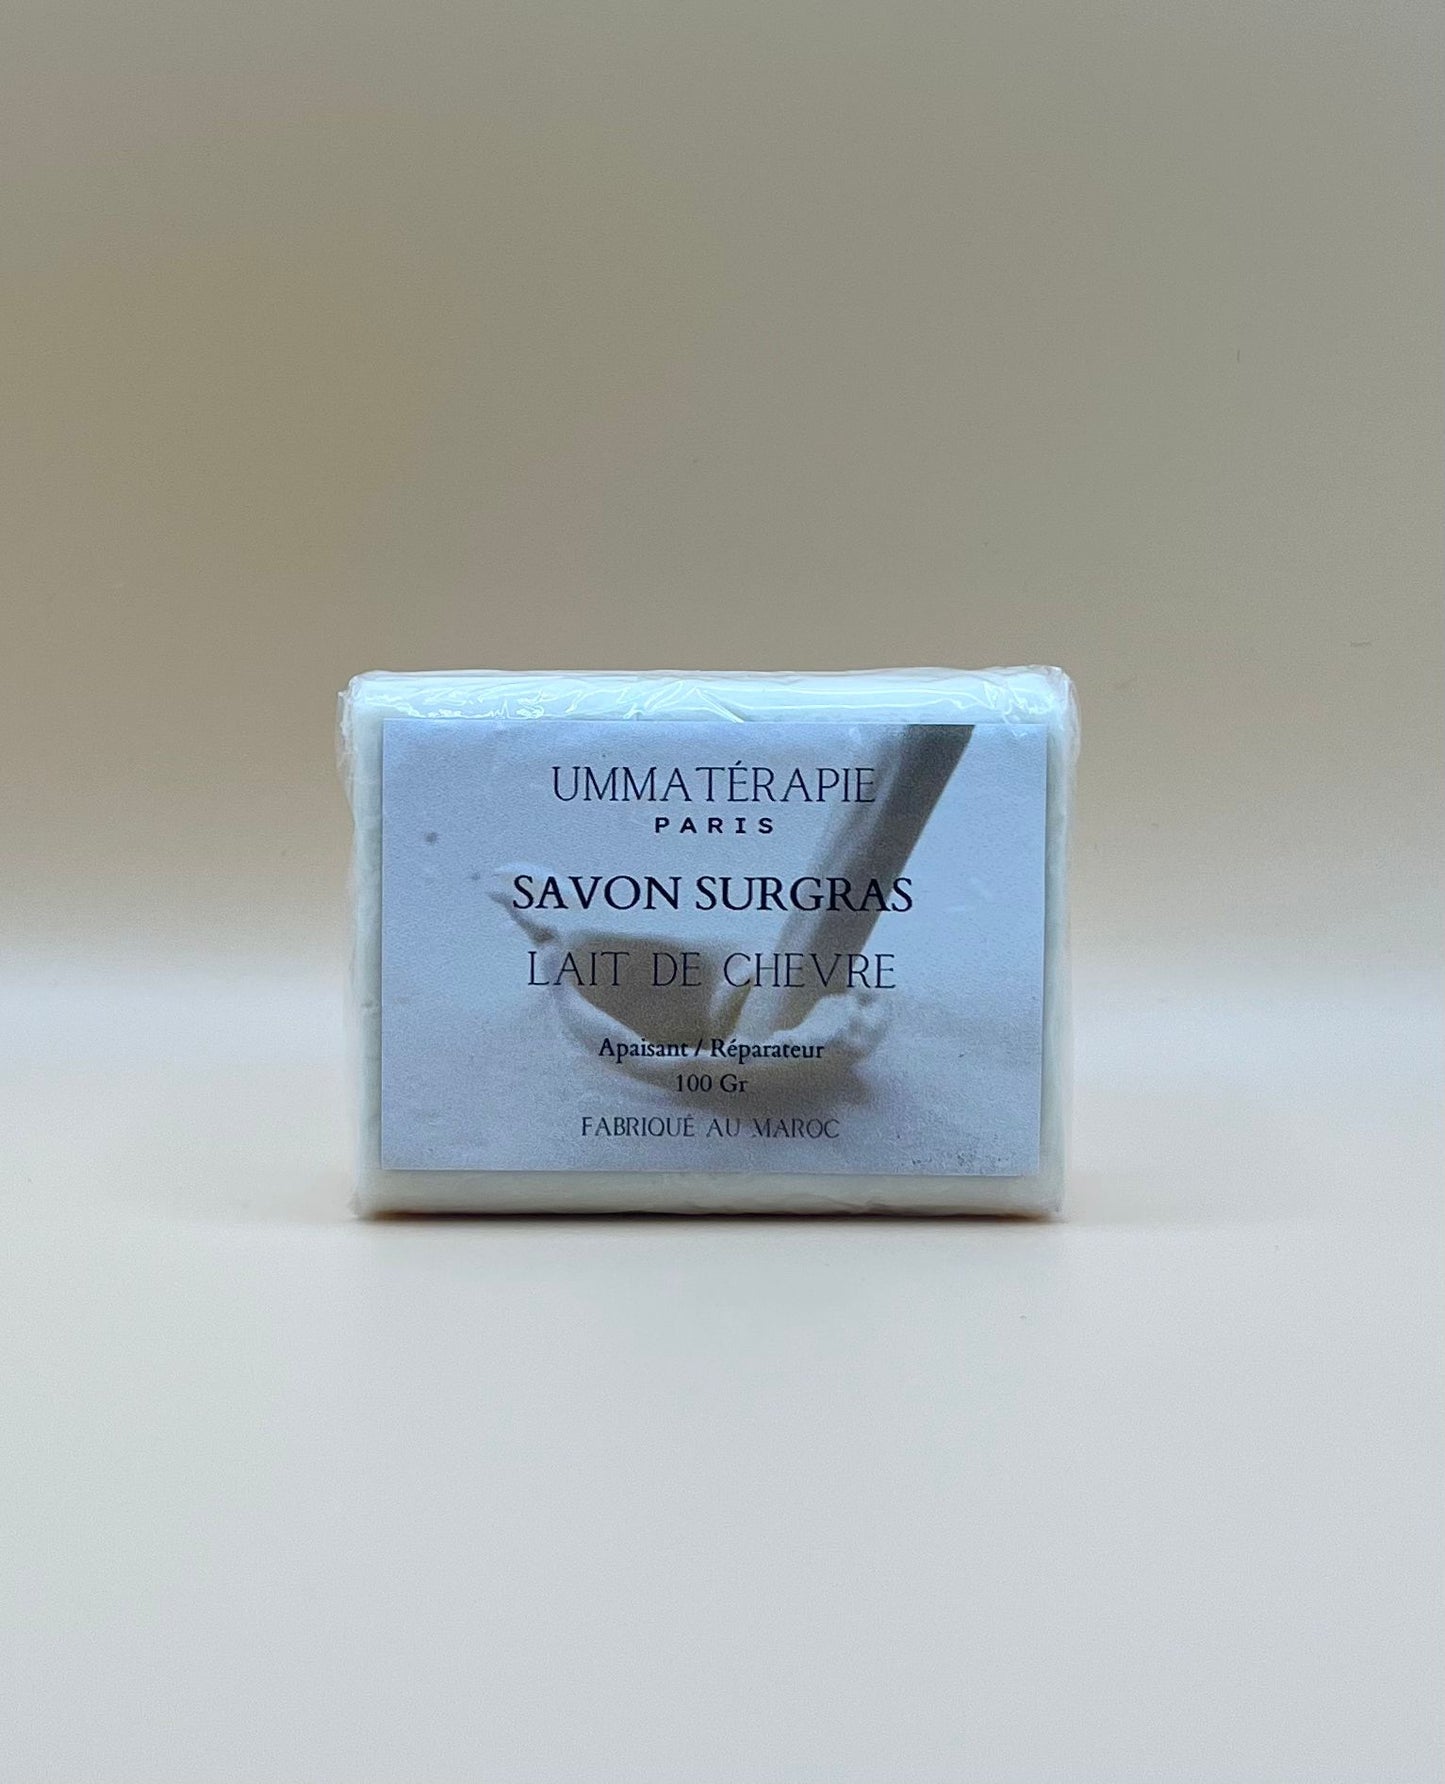 UMMATÉRAPIE
PARIS
SAVON SURGRAS
LAIT DE CHEVRE
Apaisant / Réparateur
100 Gr
FABRIQUÉ AU MAROC